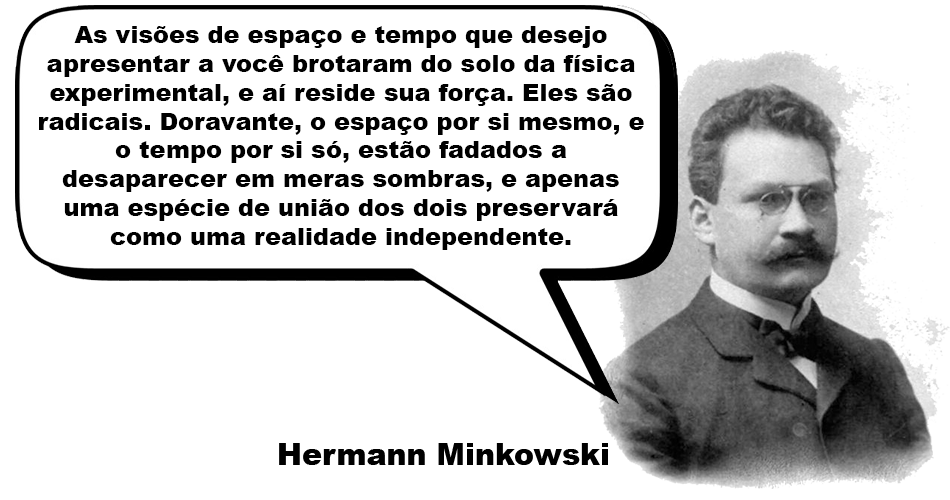 As visões de espaço e tempo que desejo
apresentar a você brotaram do solo da física
experimental, e aí reside sua força. Eles são
radicais. Doravante, o espaço por si mesmo, e
o tempo por si só, estão fadados a
desaparecer em meras sombras, e apenas
uma espécie de união dos dois preservará
como uma realidade independente.
Hermann Minkowski